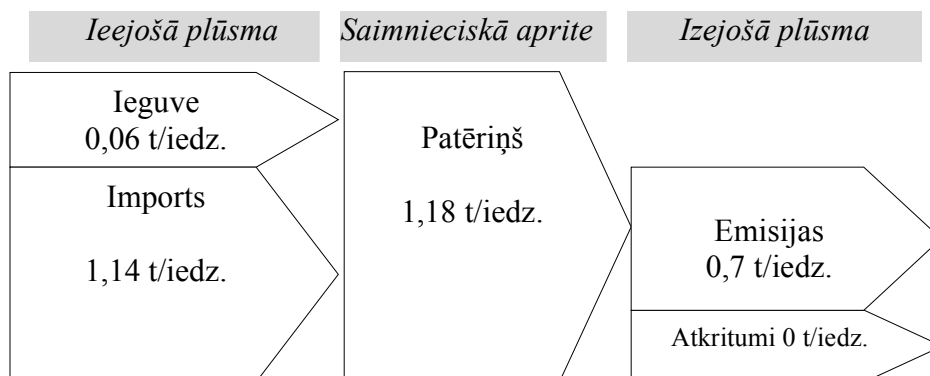 Ieejošā plūsma
Saimnieciskā aprite
Izejošā plūsma
Ieguve
0,06 t/iedz.
Imports
1,14 t/iedz.
Patēriņš
1,18 t/iedz.
Emisijas
0,7 t/iedz.
Atkritumi 0 t/iedz.